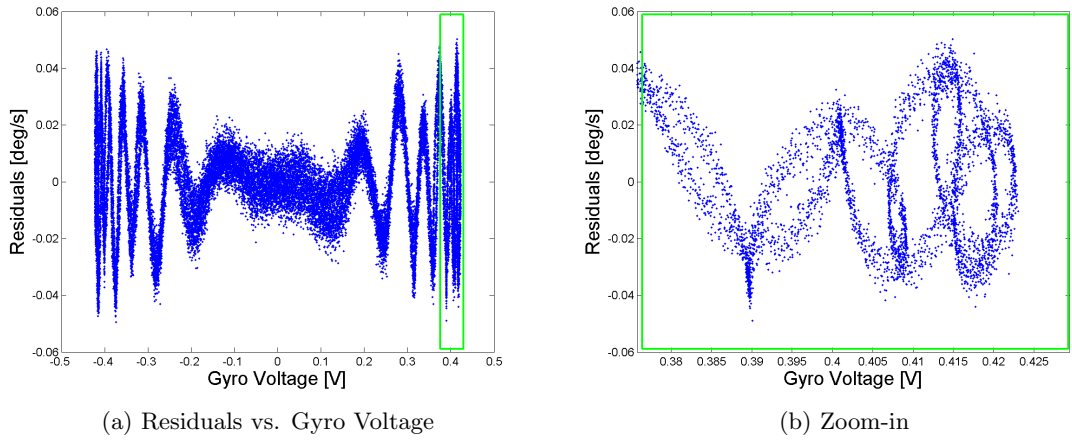 0.06
0.04
0.02
0
-0.02
-0.04
-0.06
-0.5 -0.4 -0.3 -0.2 -0.1 0 0.1 0.2 0.3 0.4 0.5
Residuals [deg/s]
Gyro Voltage [V]
(a) Residuals vs. Gyro Voltage
0.06
0.04
0.02
0
-0.02
-0.04
-0.06
0.38 0.385 0.39 0.395 0.4 0.405 0.41 0.415 0.42 0.425
Residuals [deg/s]
Gyro Voltage [V]
(b) Zoom-in